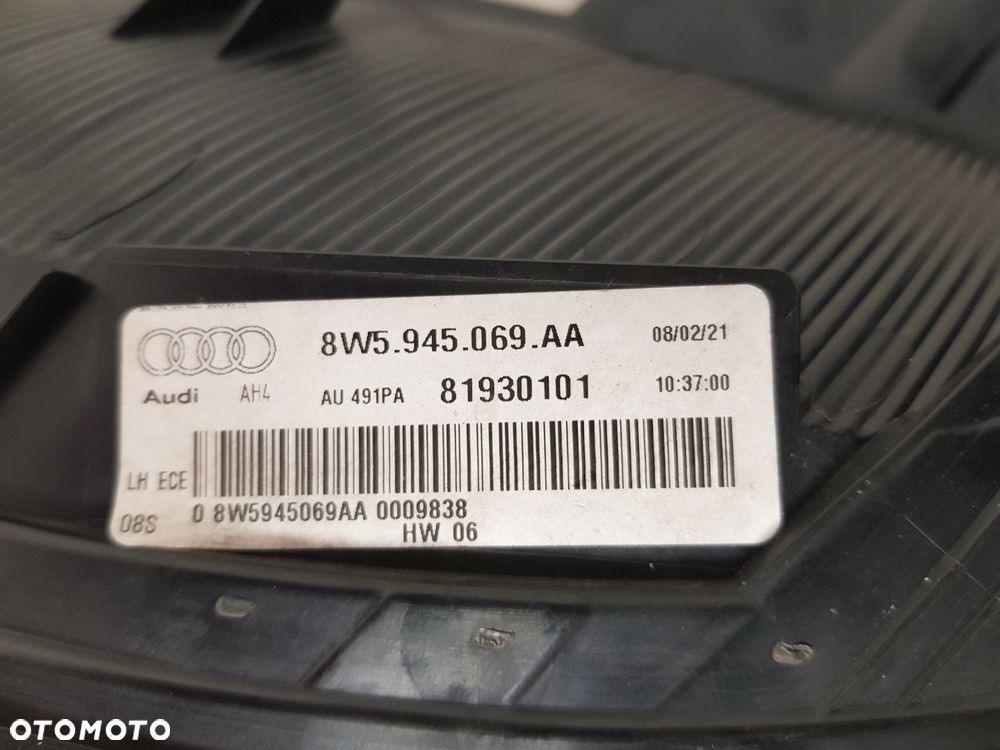 8W5.945.069.AA 08/02/21
Audi AH4 AU 491PA 81930101 10:37:00
LH ECE
08S 0 8W5945069AA 0009838
HW 06
OTOMOTO